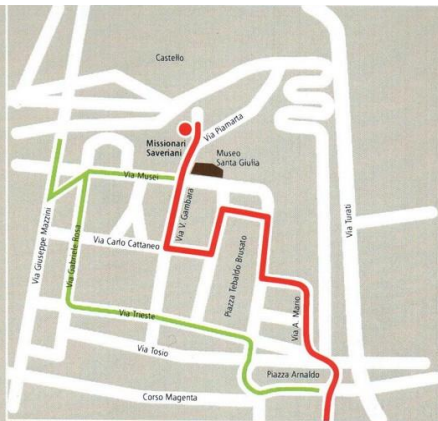 Castello
Via Piamarta
Missionari
Saveriani
Museo
Santa Giulia
Via Musei
Via V. Gambara
Via Turati
Via Giuseppe Mazzini
Via Gabriele Rosa
Via Carlo Cattaneo
Piazza Tebaldo Brusato
Via Trieste
Via A. Mario
Via Tosio
Piazza Arnaldo
Corso Magenta